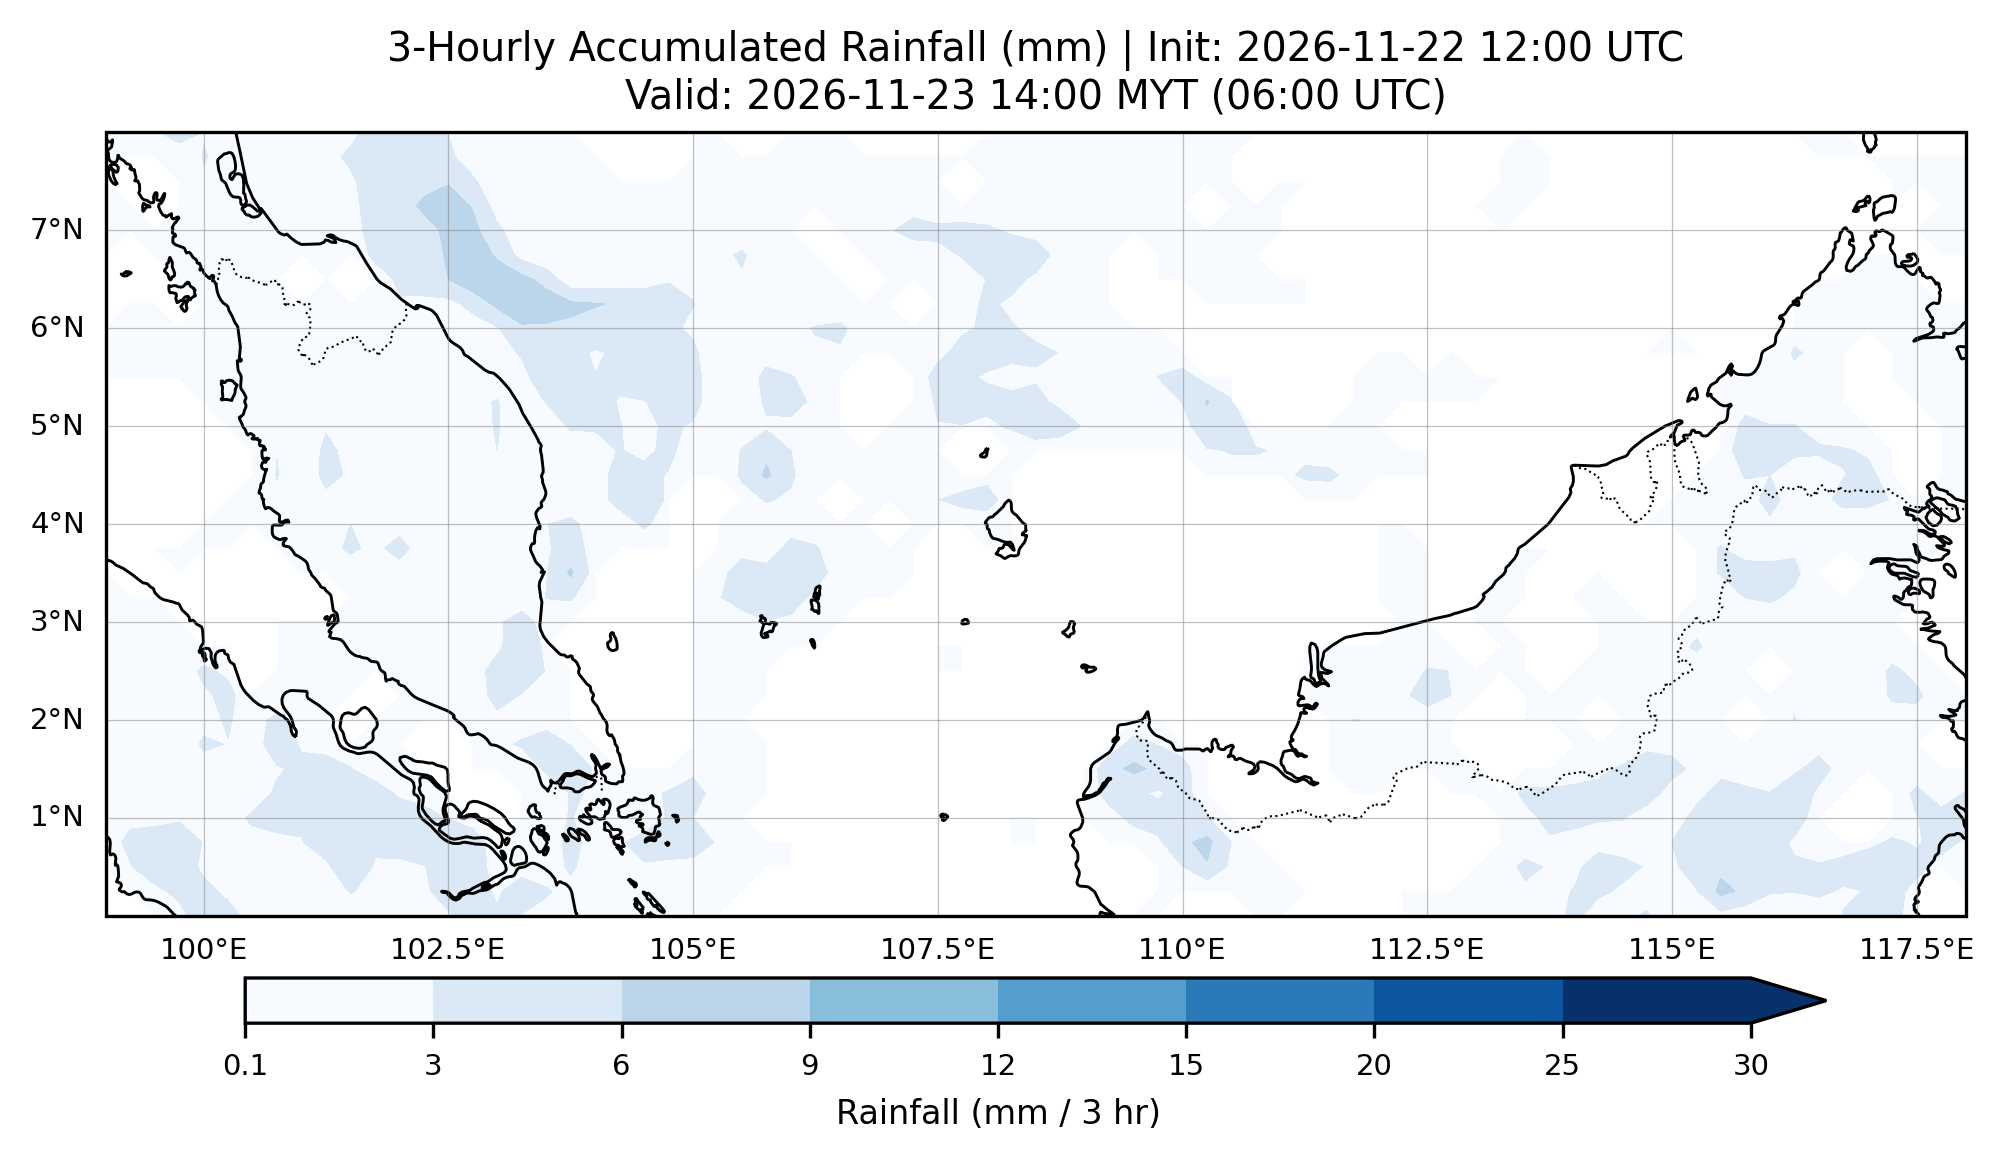 3-Hourly Accumulated Rainfall (mm) | Init: 2026-11-22 12:00 UTC
Valid: 2026-11-23 14:00 MYT (06:00 UTC)
7°N
6°N
5°N
4°N
3°N
2°N
1°N
100°E 102.5°E 105°E 107.5°E 110°E 112.5°E 115°E 117.5°E
0.1 3 6 9 12 15 20 25 30
Rainfall (mm / 3 hr)